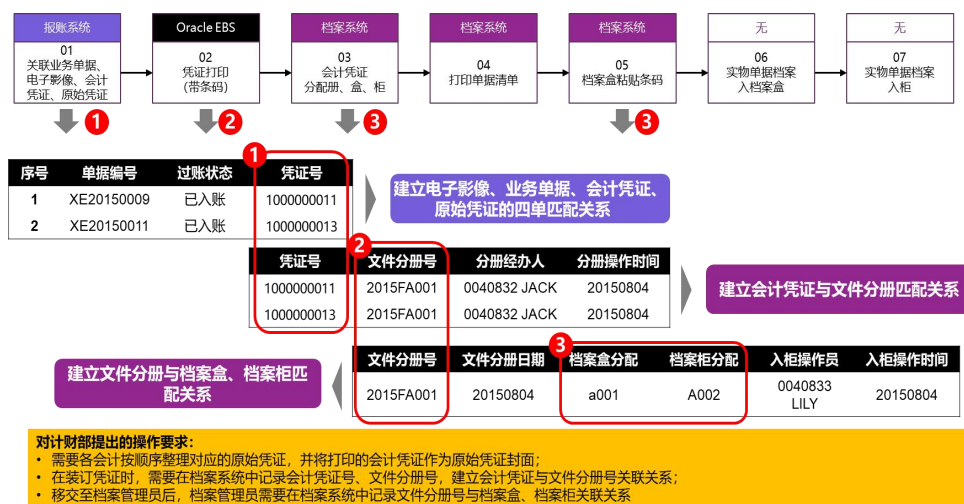 报账系统
Oracle EBS
档案系统
档案系统
档案系统
无
无
01
关联业务单据、
电子影像、会计
凭证、原始凭证
02
凭证打印
(带条码)
03
会计凭证
分配册、盒、柜
04
打印单据清单
05
档案盒粘贴条码
06
实物单据档案
入档案盒
07
实物单据档案
入柜
1
2
3
3
1
序号 单据编号 过账状态 凭证号
1 XE20150009 已入账 1000000011
2 XE20150011 已入账 1000000013
建立电子影像、业务单据、会计凭证、
原始凭证的四单匹配关系
2
凭证号 文件分册号 分册经办人 分册操作时间
1000000011 2015FA001 0040832 JACK 20150804
1000000013 2015FA001 0040832 JACK 20150804
建立会计凭证与文件分册匹配关系
3
文件分册号 文件分册日期 档案盒分配 档案柜分配 入柜操作员 入柜操作时间
2015FA001 20150804 a001 A002 0040833 LILY 20150804
建立文件分册与档案盒、档案柜匹
配关系
对计财部提出的操作要求：
• 需要各会计按顺序整理对应的原始凭证，并将打印的会计凭证作为原始凭证封面；
• 在装订凭证时，需要在档案系统中记录会计凭证号、文件分册号，建立会计凭证与文件分册号关联关系；
• 移交至档案管理员后，档案管理员需要在档案系统中记录文件分册号与档案盒、档案柜关联关系